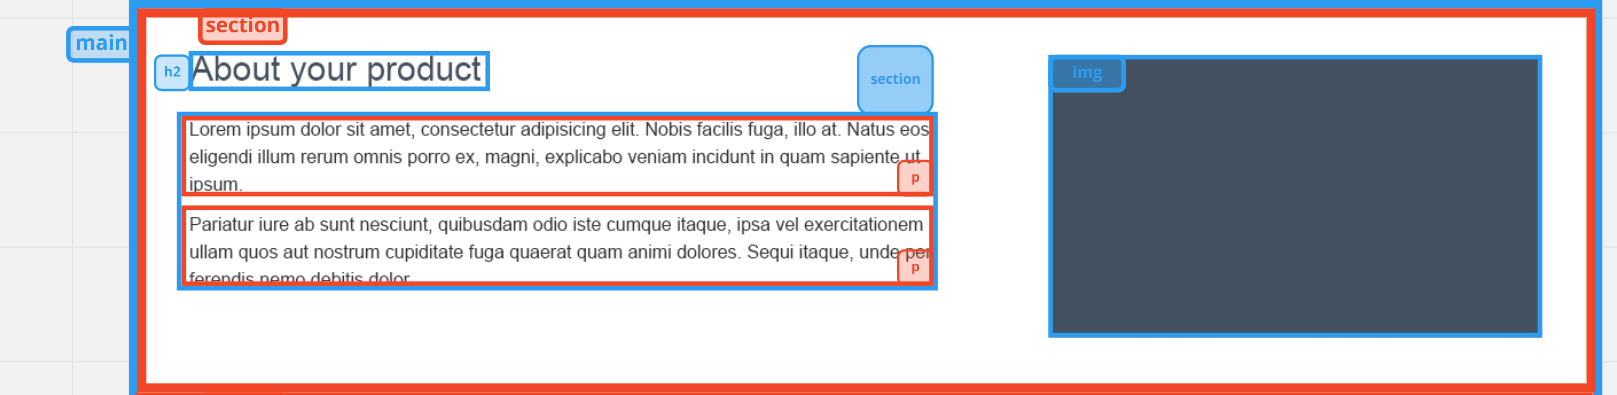 section
main
h2
About your product
section
img
Lorem ipsum dolor sit amet, consectetur adipisicing elit. Nobis facilis fuga, illo at. Natus eos
eligendi illum rerum omnis porro ex, magni, explicabo veniam incidunt in quam sapiente ut
ipsum.
p
Pariatur iure ab sunt nesciunt, quibusdam odio iste cumque itaque, ipsa vel exercitationem
ullam quos aut nostrum cupiditate fuga quaerat quam animi dolores. Sequi itaque, unde per
ferendis nemo debitis dolor
p